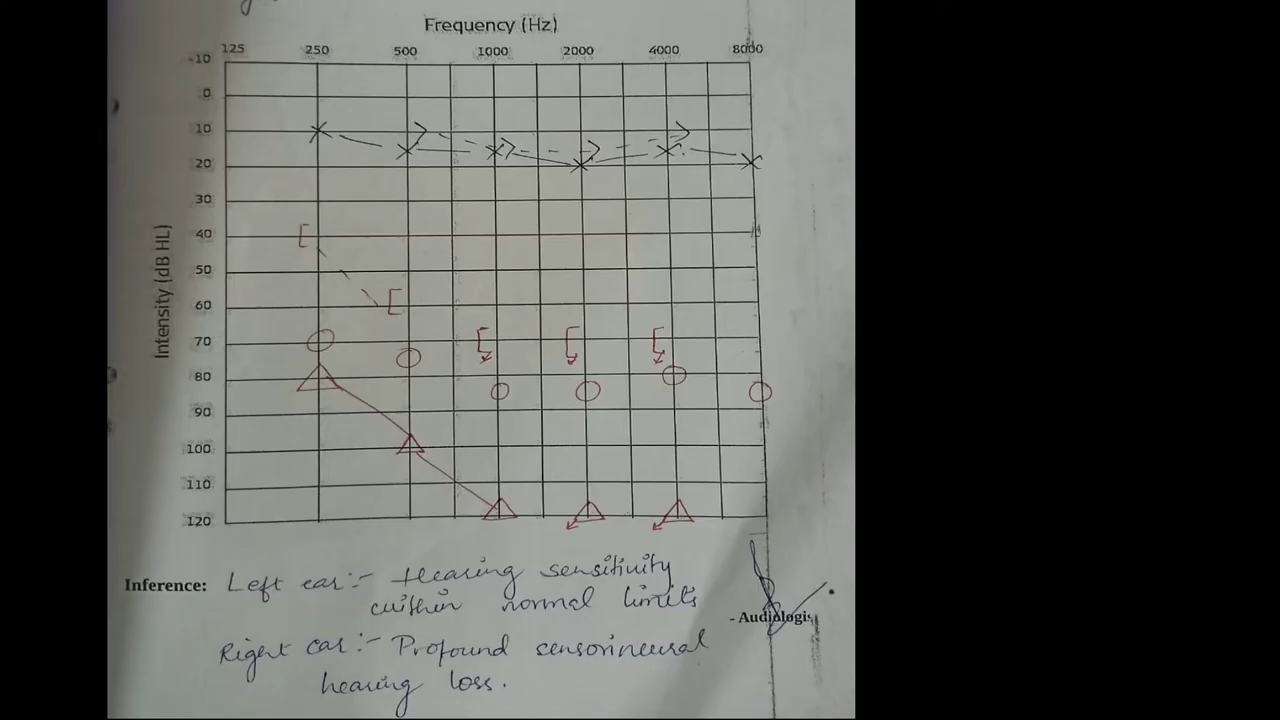 Frequency (Hz)
125 250 500 1000 2000 4000 8000
-10
0
10
20
30
40
50
60
70
80
90
100
110
120
Intensity (dB HL)
Inference: Left ear:- Hearing sensitivity
within normal limits
- Audiologis
Right ear:- Profound sensorineural
hearing loss.